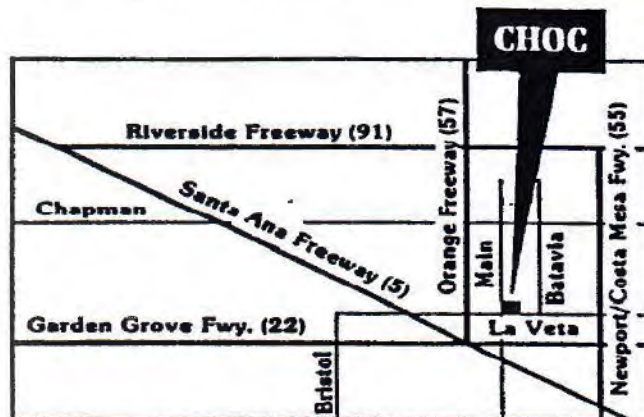 CHOC
Riverside Freeway (91)
Orange Freeway (57)
Newport/Costa Mesa Fwy. (55)
Santa Ana Freeway (5)
Chapman
Main
Batavia
Garden Grove Fwy. (22)
La Veta
Bristol